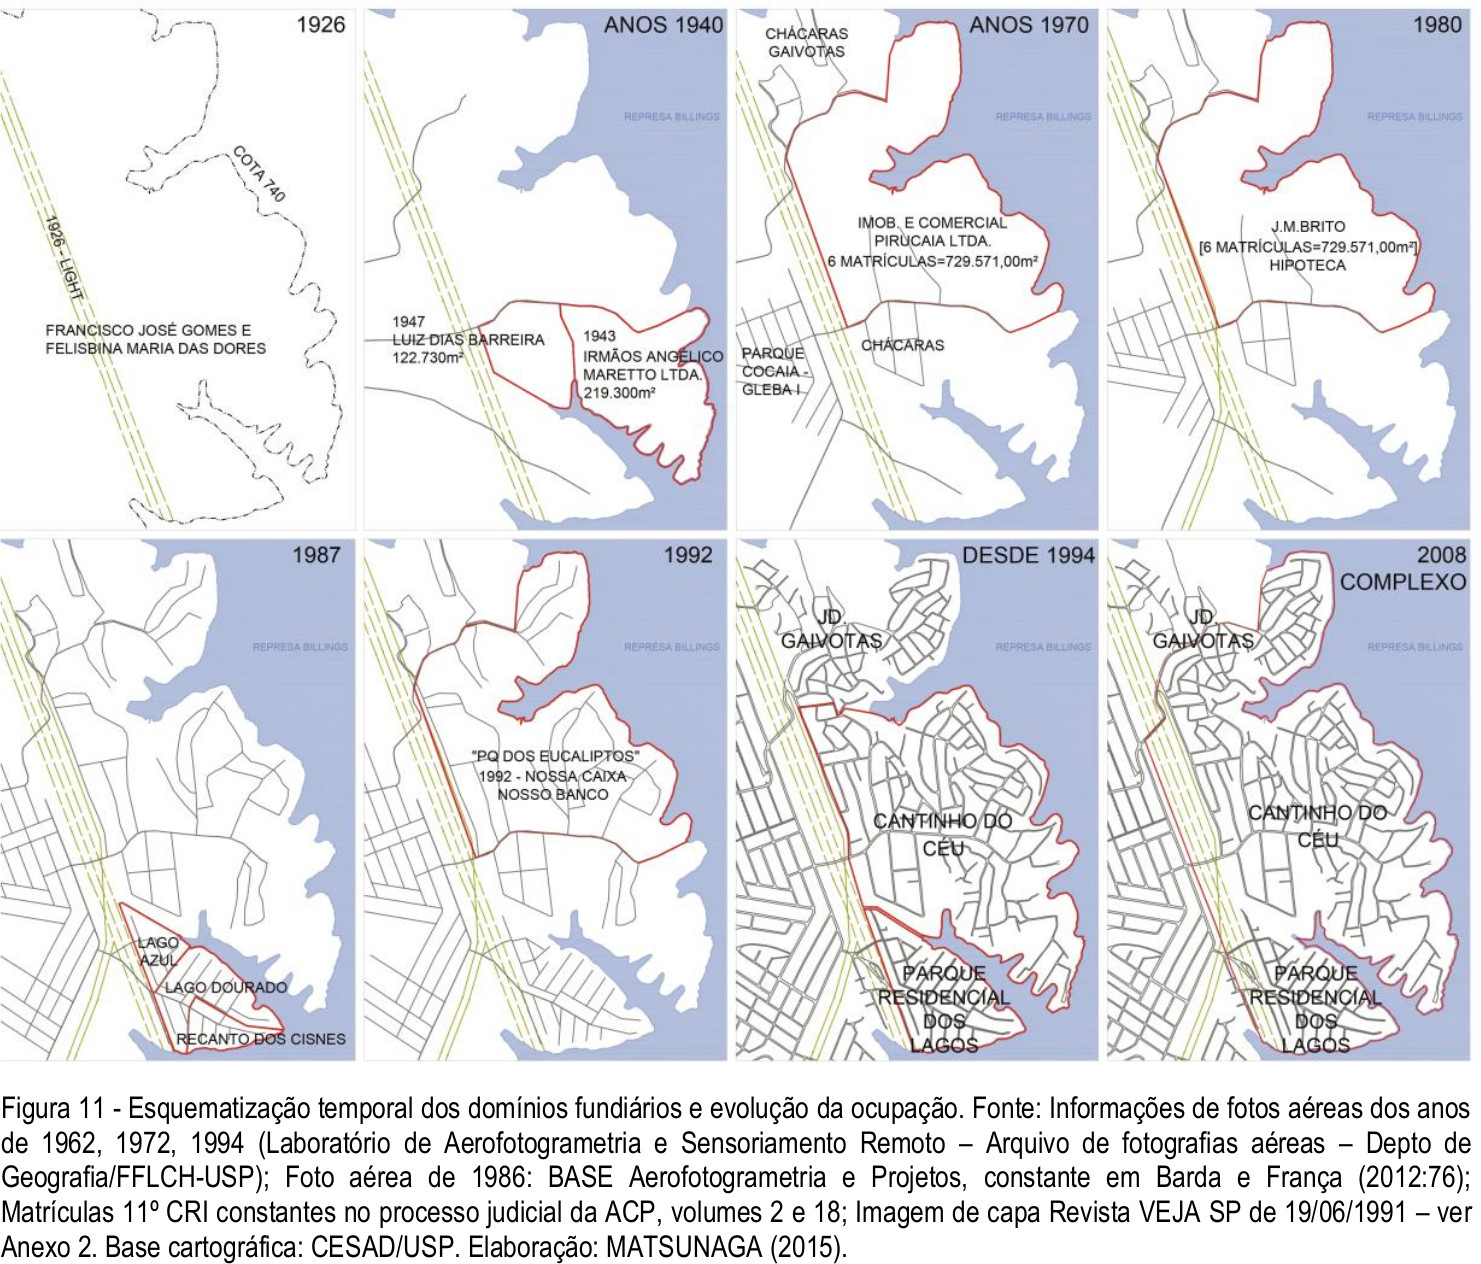 1926
COTA 740
1926 - LIGHT
FRANCISCO JOSÉ GOMES E
FELISBINA MARIA DAS DORES
ANOS 1940
REPRESA BILLINGS
1947
LUIZ DIAS BARREIRA
122.730m²
1943
IRMÃOS ANGÉLICO
MARETTO LTDA.
219.300m²
ANOS 1970
CHÁCARAS
GAIVOTAS
REPRESA BILLINGS
IMOB. E COMERCIAL
PIRUCAIA LTDA.
6 MATRÍCULAS=729.571,00m²
CHÁCARAS
PARQUE
COCAIA -
GLEBA I
1980
REPRESA BILLINGS
J.M.BRITO
[6 MATRÍCULAS=729.571,00m²]
HIPOTECA
1987
REPRESA BILLINGS
LAGO
AZUL
LAGO DOURADO
RECANTO DOS CISNES
1992
REPRESA BILLINGS
"PQ DOS EUCALIPTOS"
1992 - NOSSA CAIXA
NOSSO BANCO
DESDE 1994
JD.
GAIVOTAS
REPRESA BILLINGS
CANTINHO DO
CÉU
PARQUE
RESIDENCIAL
DOS
LAGOS
2008
COMPLEXO
JD.
GAIVOTAS
REPRESA BILLINGS
CANTINHO DO
CÉU
PARQUE
RESIDENCIAL
DOS
LAGOS
Figura 11 - Esquematização temporal dos domínios fundiários e evolução da ocupação. Fonte: Informações de fotos aéreas dos anos
de 1962, 1972, 1994 (Laboratório de Aerofotogrametria e Sensoriamento Remoto – Arquivo de fotografias aéreas – Depto de
Geografia/FFLCH-USP); Foto aérea de 1986: BASE Aerofotogrametria e Projetos, constante em Barda e França (2012:76);
Matrículas 11º CRI constantes no processo judicial da ACP, volumes 2 e 18; Imagem de capa Revista VEJA SP de 19/06/1991 – ver
Anexo 2. Base cartográfica: CESAD/USP. Elaboração: MATSUNAGA (2015).